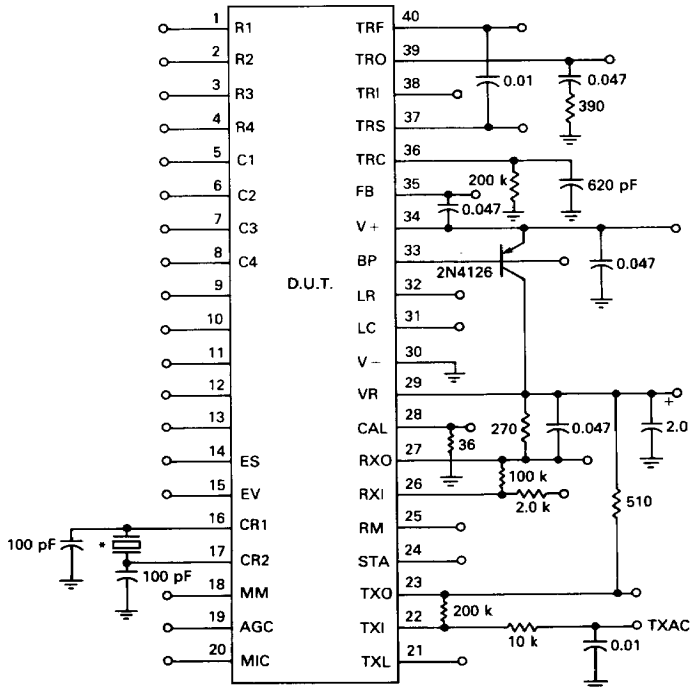 1 R1
2 R2
3 R3
4 R4
5 C1
6 C2
7 C3
8 C4
9
10
11
12
13
14 ES
15 EV
16 CR1
17 CR2
18 MM
19 AGC
20 MIC
100 pF
*
100 pF
D.U.T.
TRF 40
TRO 39
TRI 38
TRS 37
TRC 36
FB 35
V+ 34
BP 33
LR 32
LC 31
V− 30
VR 29
CAL 28
RXO 27
RXI 26
RM 25
STA 24
TXO 23
TXI 22
TXL 21
0.01
0.047
390
200 k
620 pF
0.047
2N4126
0.047
+
36
270
0.047
2.0
100 k
2.0 k
510
200 k
10 k
TXAC
0.01